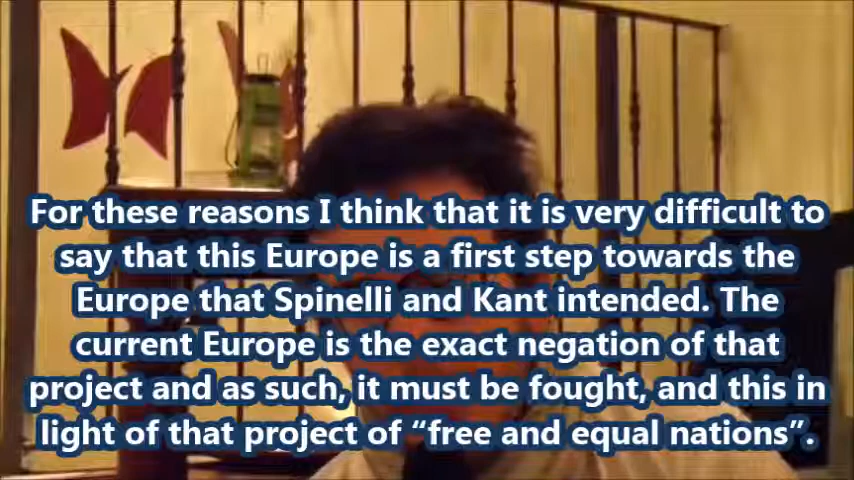 For these reasons I think that it is very difficult to
say that this Europe is a first step towards the
Europe that Spinelli and Kant intended. The
current Europe is the exact negation of that
project and as such, it must be fought, and this in
light of that project of “free and equal nations”.